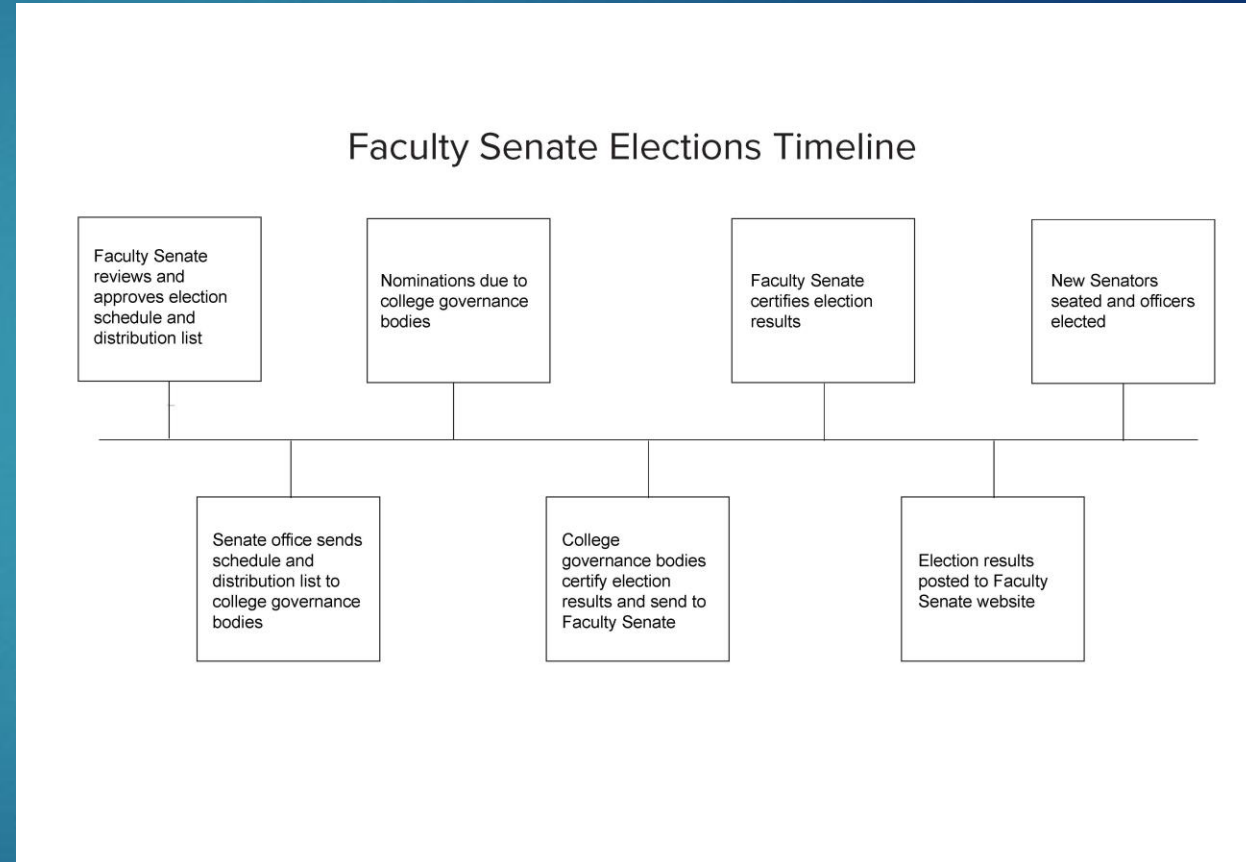 Faculty Senate Elections Timeline
Faculty Senate
reviews and
approves election
schedule and
distribution list
Nominations due to
college governance
bodies
Faculty Senate
certifies election
results
New Senators
seated and officers
elected
Senate office sends
schedule and
distribution list to
college governance
bodies
College
governance bodies
certify election
results and send to
Faculty Senate
Election results
posted to Faculty
Senate website